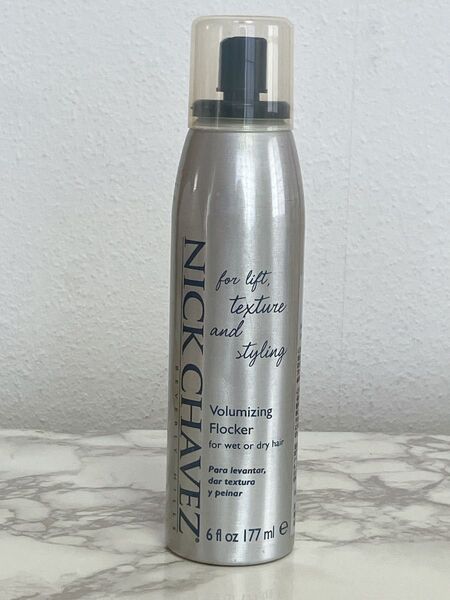 NICK CHAVEZ®
BEVERLY HILLS
for lift,
texture
and
styling
Volumizing
Flocker
for wet or dry hair
Para levantar,
dar textura
y peinar
6 fl oz 177 ml e